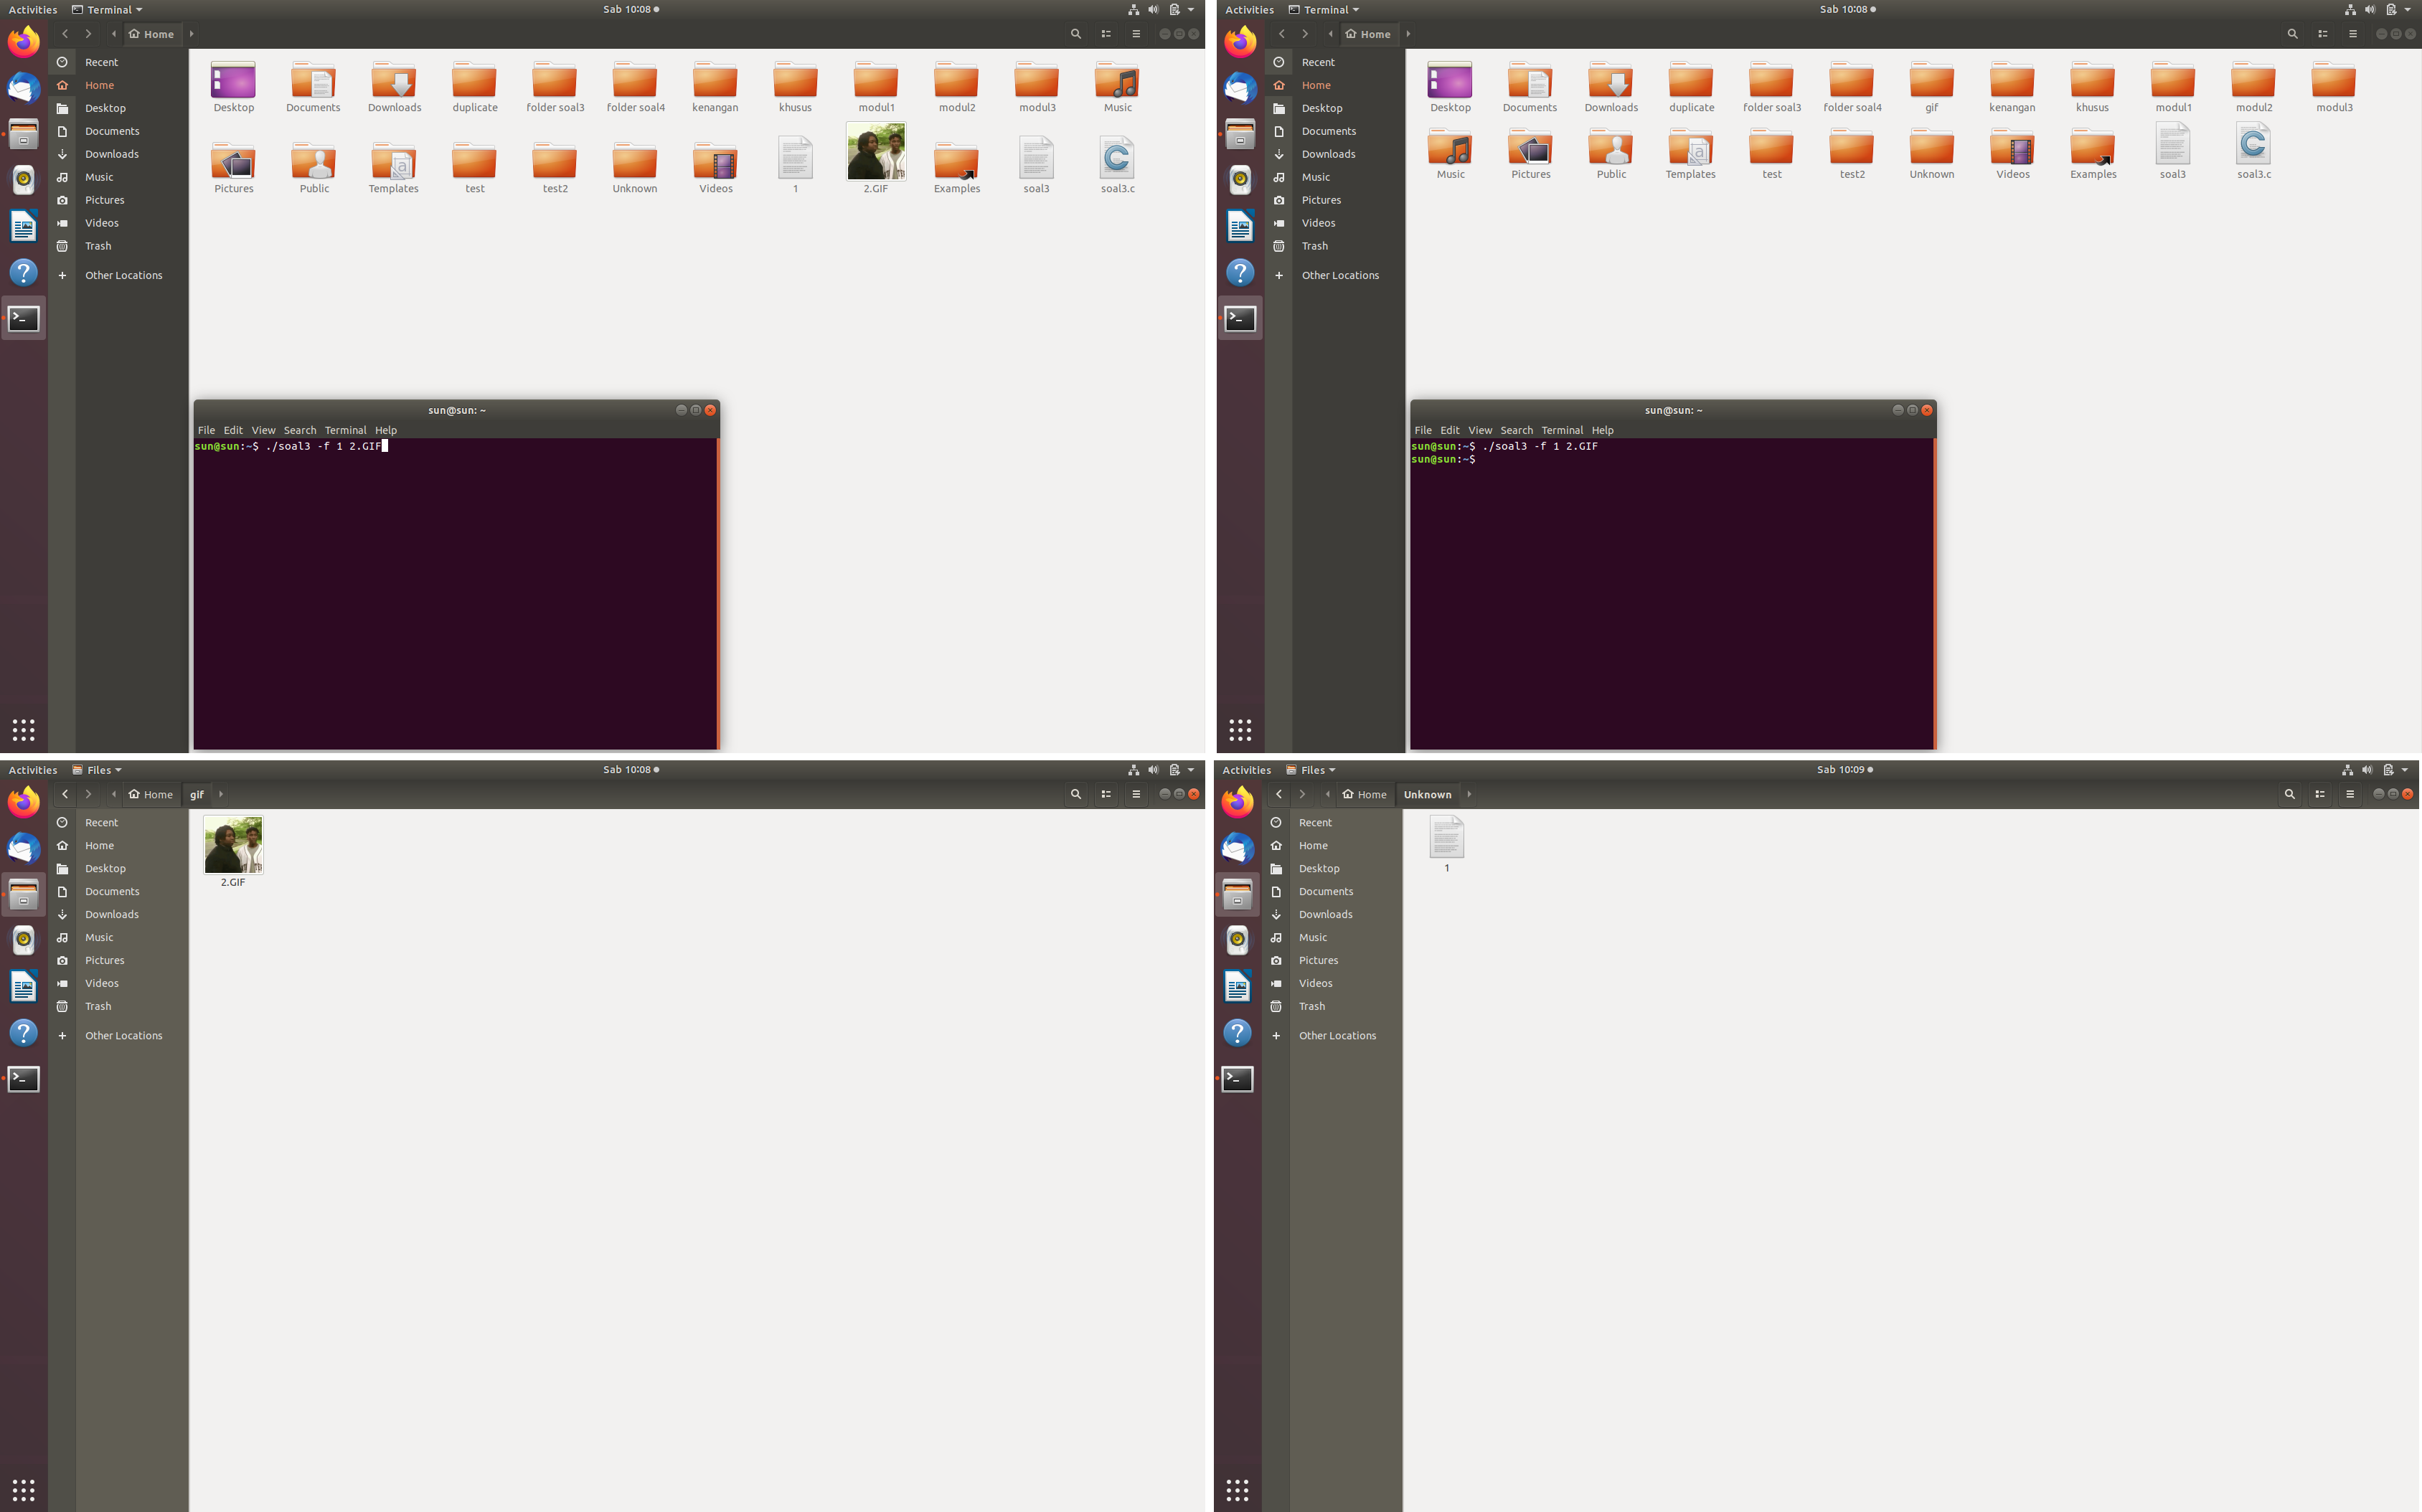 Activities Terminal Sab 10:08
Home
Recent
Home
Desktop
Documents
Downloads
Music
Pictures
Videos
Trash
Other Locations
Desktop Documents Downloads duplicate folder soal3 folder soal4 kenangan khusus modul1 modul2 modul3 Music
Pictures Public Templates test test2 Unknown Videos 1 2.GIF Examples soal3 soal3.c
sun@sun: ~
File Edit View Search Terminal Help
sun@sun:~$ ./soal3 -f 1 2.GIF
Activities Terminal Sab 10:08
Home
Recent
Home
Desktop
Documents
Downloads
Music
Pictures
Videos
Trash
Other Locations
Desktop Documents Downloads duplicate folder soal3 folder soal4 gif kenangan khusus modul1 modul2 modul3
Music Pictures Public Templates test test2 Unknown Videos Examples soal3 soal3.c
sun@sun: ~
File Edit View Search Terminal Help
sun@sun:~$ ./soal3 -f 1 2.GIF
sun@sun:~$
Activities Files Sab 10:08
Home gif
Recent
Home
Desktop
Documents
Downloads
Music
Pictures
Videos
Trash
Other Locations
2.GIF
Activities Files Sab 10:09
Home Unknown
Recent
Home
Desktop
Documents
Downloads
Music
Pictures
Videos
Trash
Other Locations
1